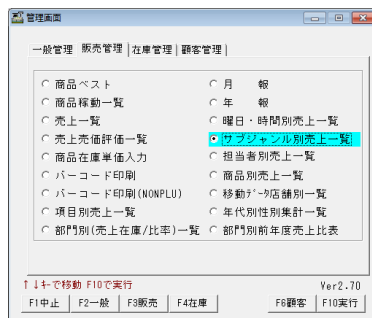 管理画面
一般管理 販売管理 在庫管理 顧客管理
商品ベスト
商品稼動一覧
売上一覧
売上売価評価一覧
商品在庫単価入力
バーコード印刷
バーコード印刷(NONPLU)
項目別売上一覧
部門別(売上在庫/比率)一覧
月 報
年 報
曜日・時間別売上一覧
サブジャンル別売上一覧
担当者別売上一覧
商品別売上一覧
移動ﾃﾞｰﾀ店舗別一覧
年代別性別集計一覧
部門別前年度売上比表
↑↓ｷｰで移動 F10で実行
Ver2.70
F1中止 F2一般 F3販売 F4在庫 F6顧客 F10実行